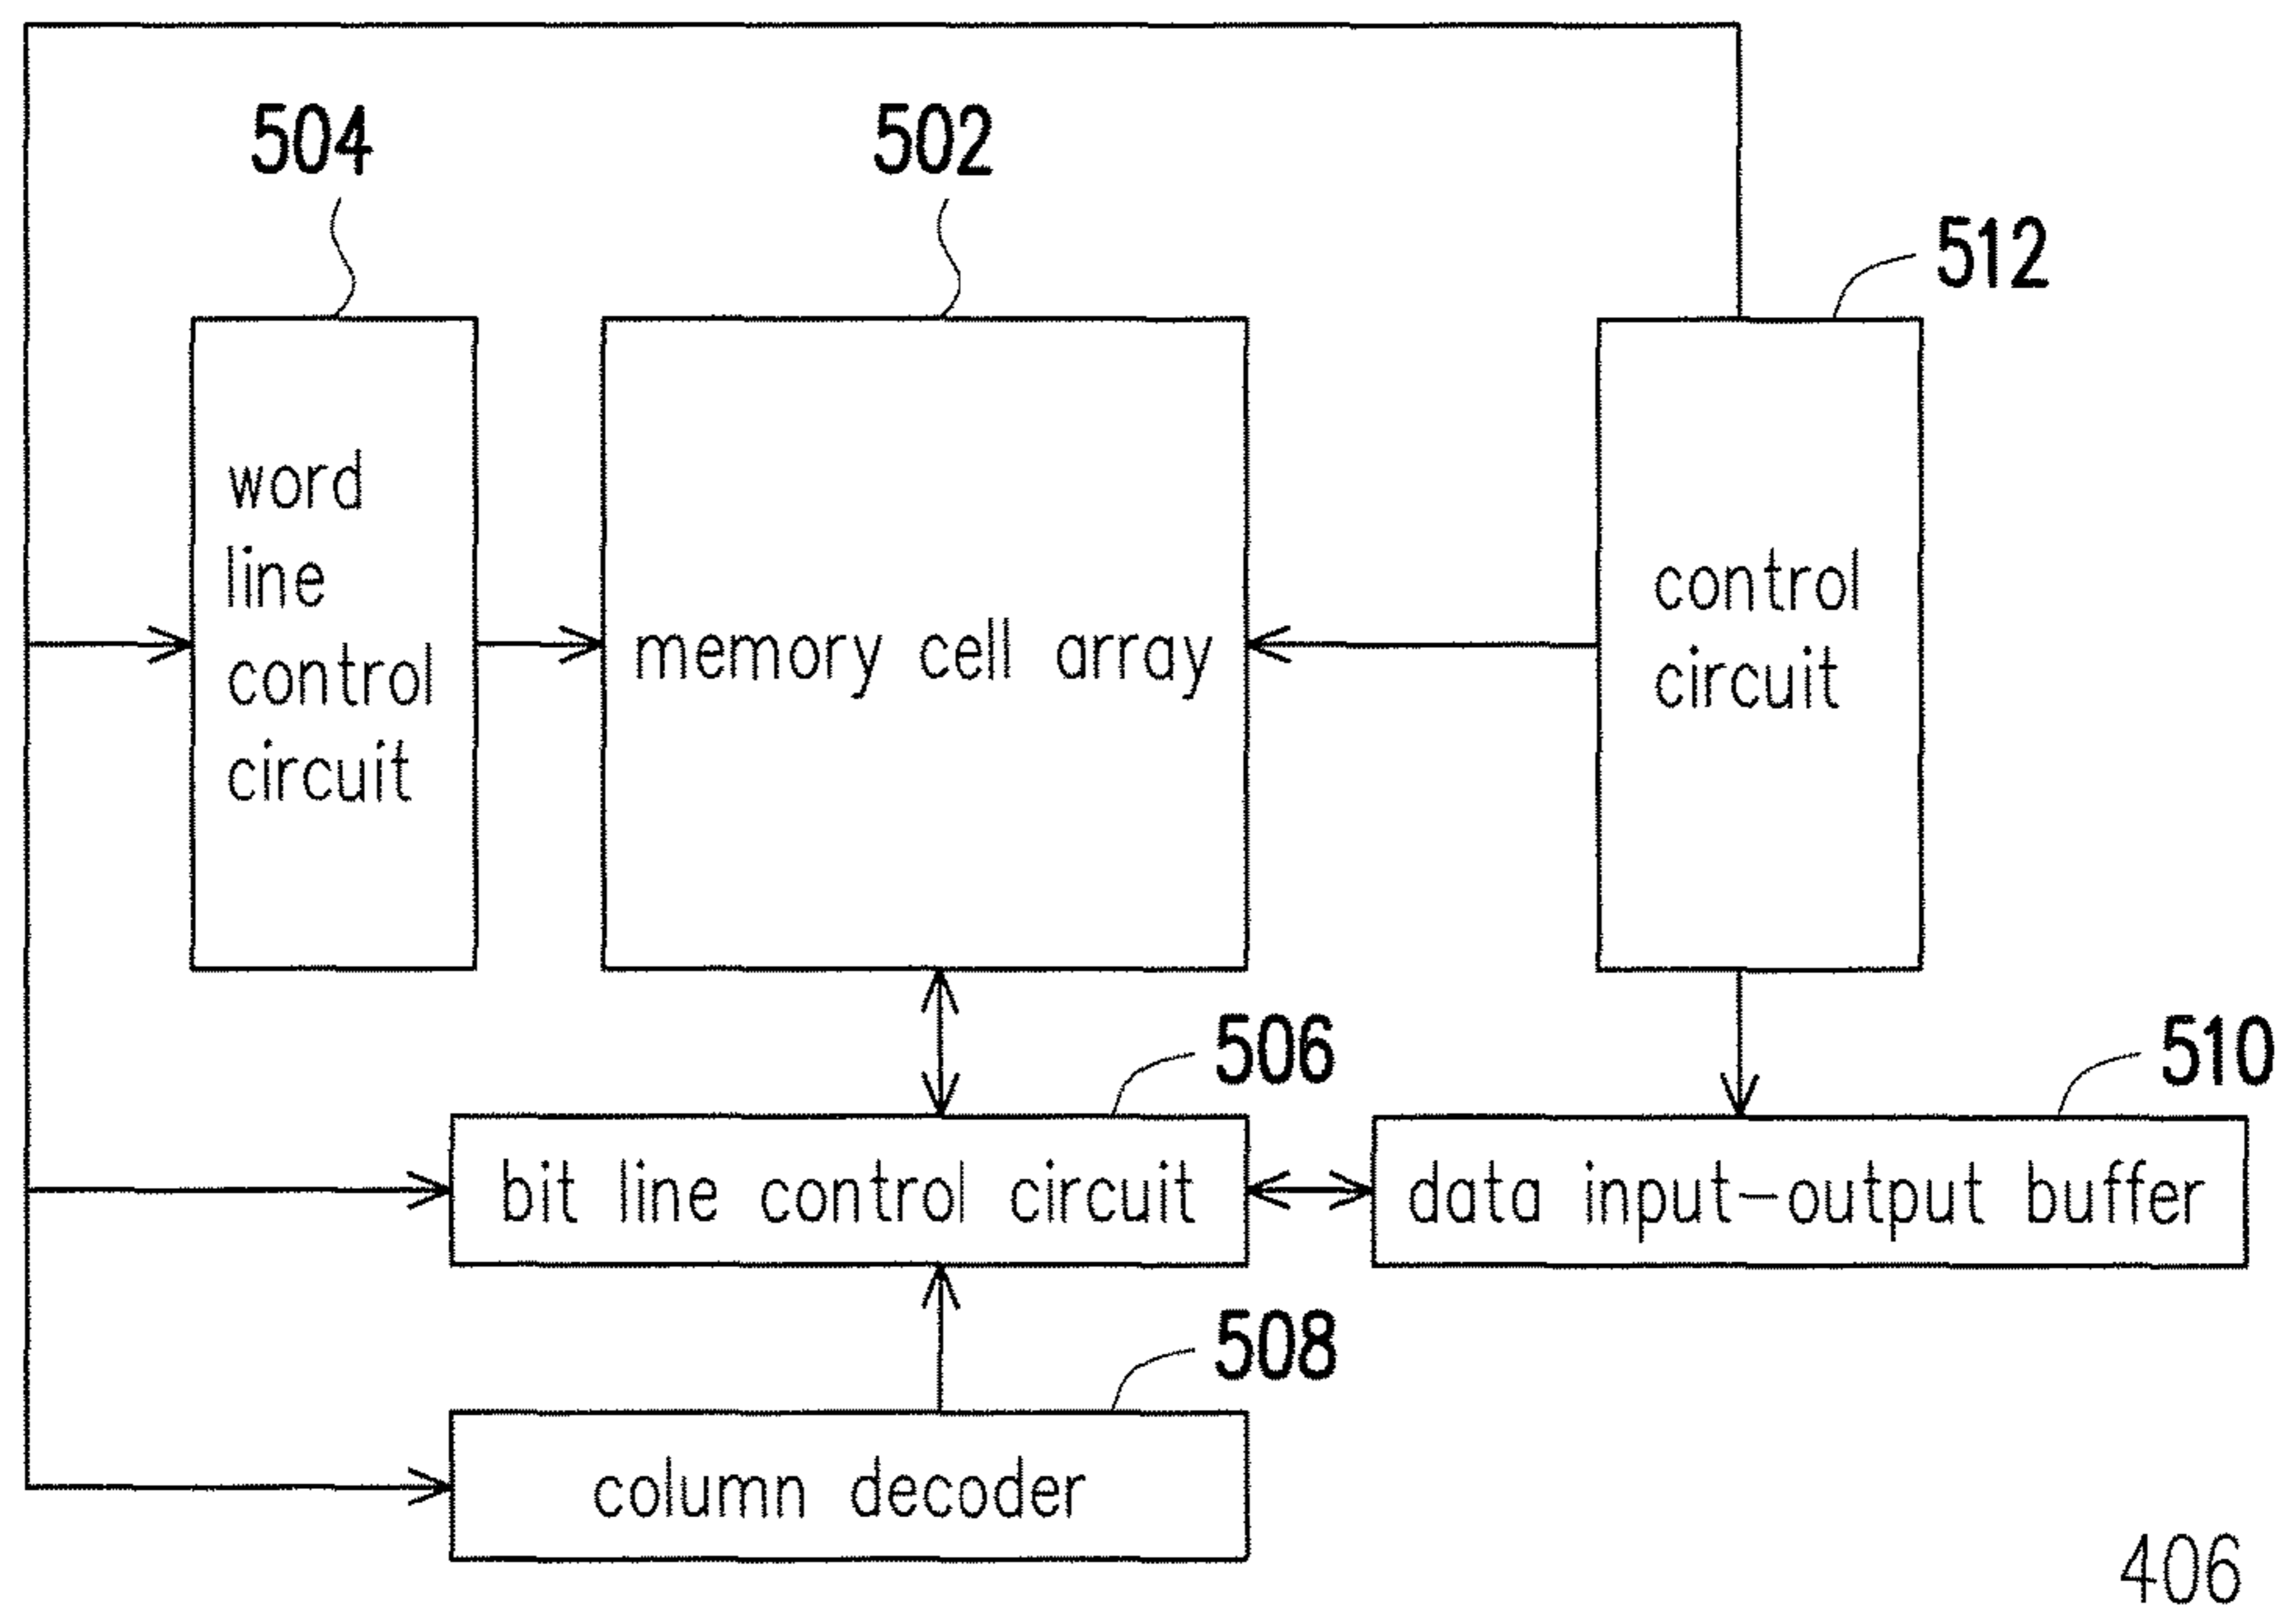 504
502
512
word
line
control
circuit
memory cell array
control
circuit
506
510
bit line control circuit
data input-output buffer
508
column decoder
406